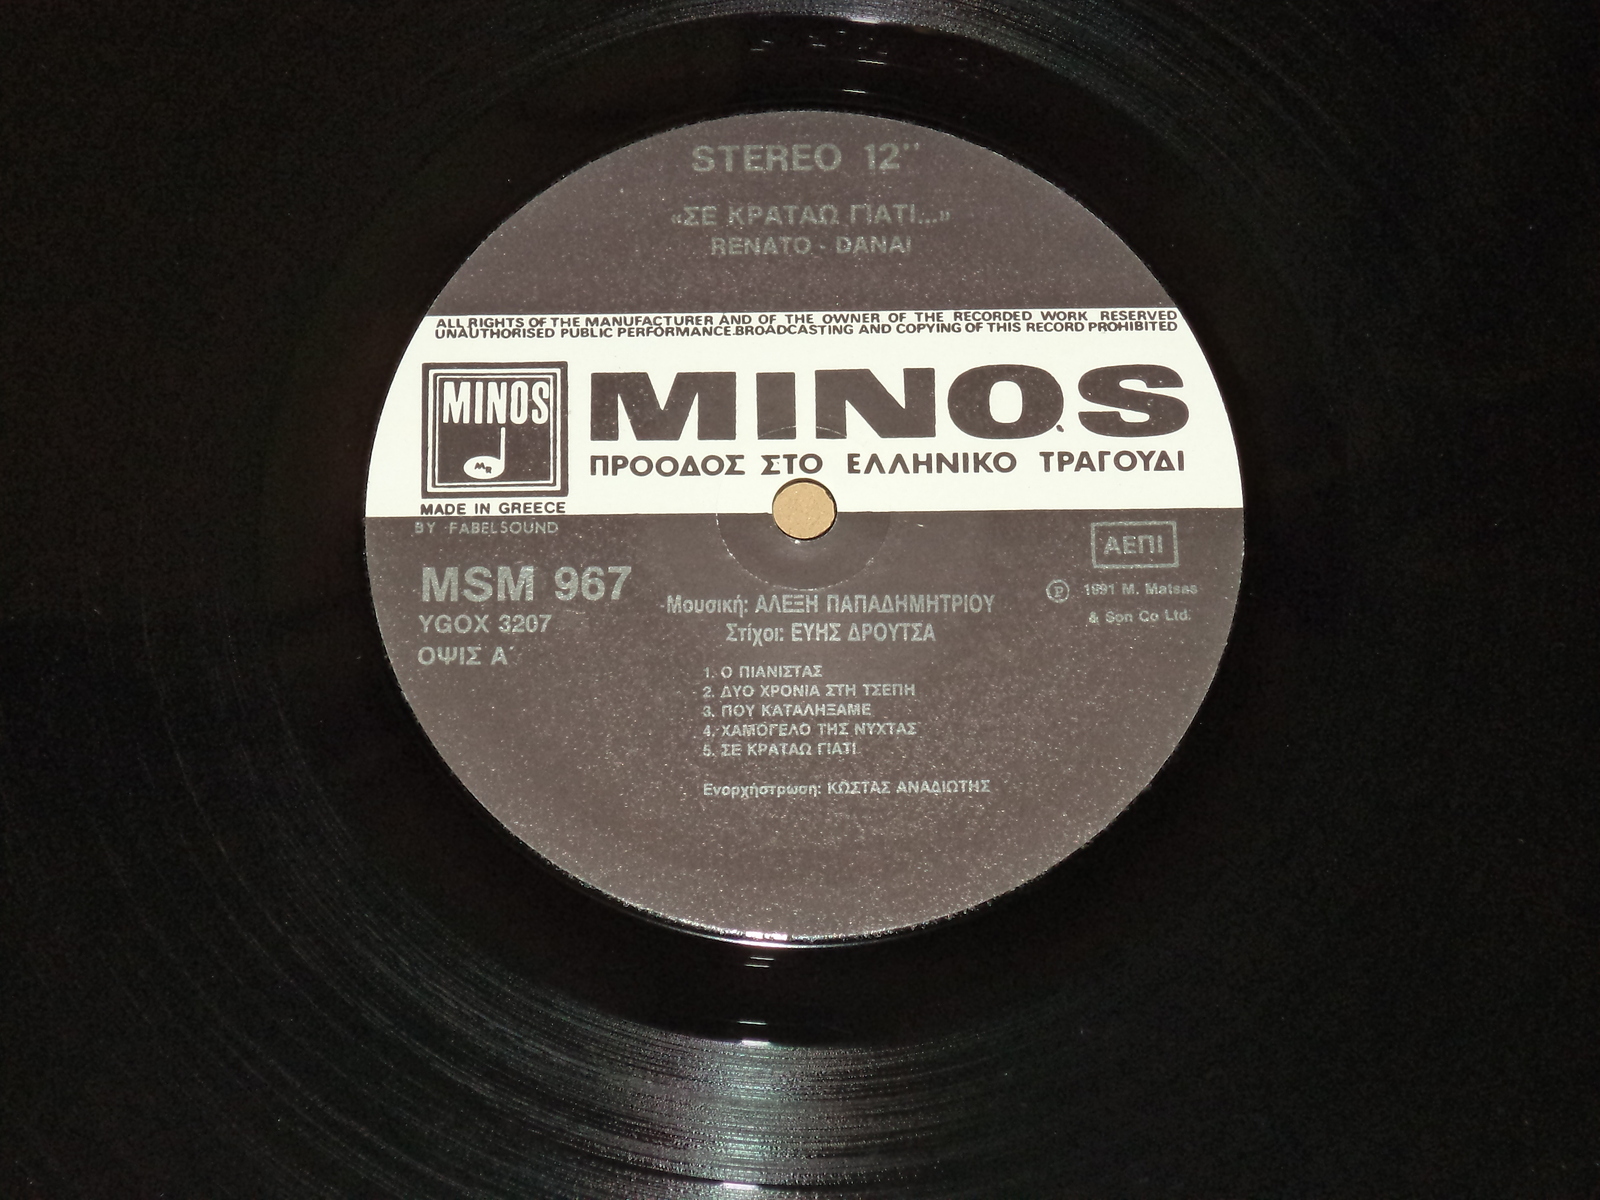 STEREO 12''
«ΣΕ ΚΡΑΤΑΩ ΓΙΑΤΙ...»
RENATO - DANAI
ALL RIGHTS OF THE MANUFACTURER AND OF THE OWNER OF THE RECORDED WORK RESERVED
UNAUTHORISED PUBLIC PERFORMANCE.BROADCASTING AND COPYING OF THIS RECORD PROHIBITED
MINOS
MR
MINOS
ΠΡΟΟΔΟΣ ΣΤΟ ΕΛΛΗΝΙΚΟ ΤΡΑΓΟΥΔΙ
MADE IN GREECE
BY FABELSOUND
MSM 967
YGOX 3207
ΟΨΙΣ Α΄
ΑΕΠΙ
Ⓟ 1991 M. Matsas
& Son Co Ltd.
Μουσική: ΑΛΕΞΗ ΠΑΠΑΔΗΜΗΤΡΙΟΥ
Στίχοι: ΕΥΗΣ ΔΡΟΥΤΣΑ
1. Ο ΠΙΑΝΙΣΤΑΣ
2. ΔΥΟ ΧΡΟΝΙΑ ΣΤΗ ΤΣΕΠΗ
3. ΠΟΥ ΚΑΤΑΛΗΞΑΜΕ
4. ΧΑΜΟΓΕΛΟ ΤΗΣ ΝΥΧΤΑΣ
5. ΣΕ ΚΡΑΤΑΩ ΓΙΑΤΙ
Ενορχήστρωση: ΚΩΣΤΑΣ ΑΝΑΔΙΩΤΗΣ